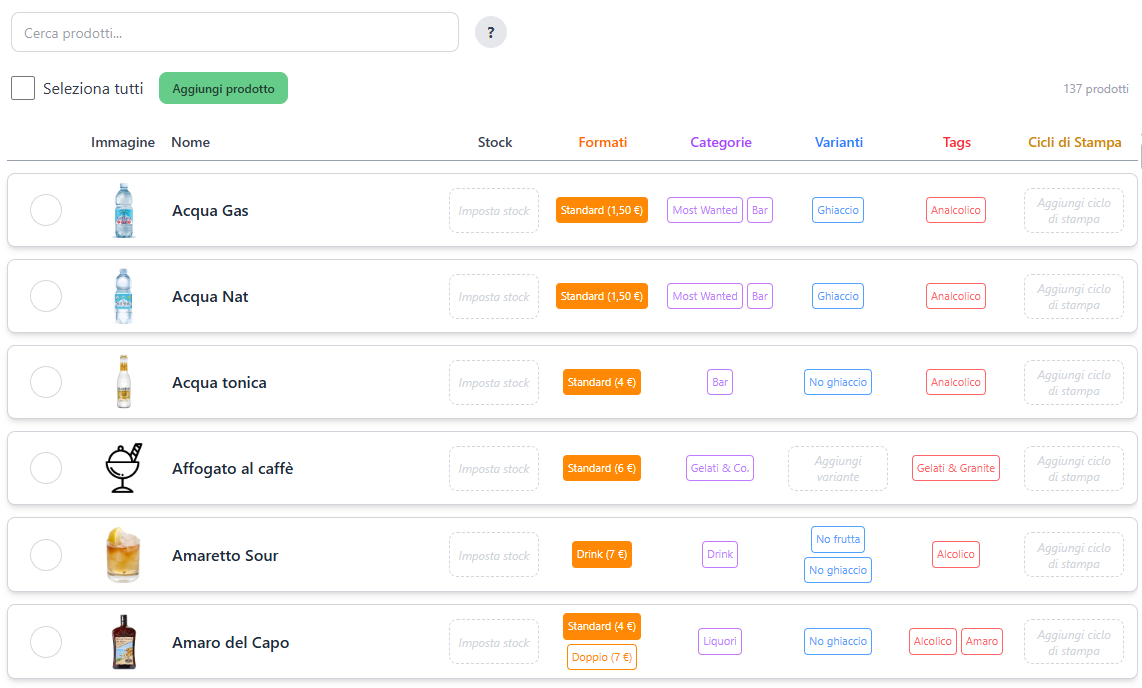 Cerca prodotti...
?
Seleziona tutti
Aggiungi prodotto
137 prodotti
Immagine Nome Stock Formati Categorie Varianti Tags Cicli di Stampa
Acqua Gas Imposta stock Standard (1,50 €) Most Wanted Bar Ghiaccio Analcolico Aggiungi ciclo
di stampa
Acqua Nat Imposta stock Standard (1,50 €) Most Wanted Bar Ghiaccio Analcolico Aggiungi ciclo
di stampa
Acqua tonica Imposta stock Standard (4 €) Bar No ghiaccio Analcolico Aggiungi ciclo
di stampa
Affogato al caffè Imposta stock Standard (6 €) Gelati & Co. Aggiungi
variante
Gelati & Granite Aggiungi ciclo
di stampa
Amaretto Sour Imposta stock Drink (7 €) Drink No frutta
No ghiaccio
Alcolico Aggiungi ciclo
di stampa
Amaro del Capo Imposta stock Standard (4 €)
Doppio (7 €)
Liquori No ghiaccio Alcolico Amaro Aggiungi ciclo
di stampa